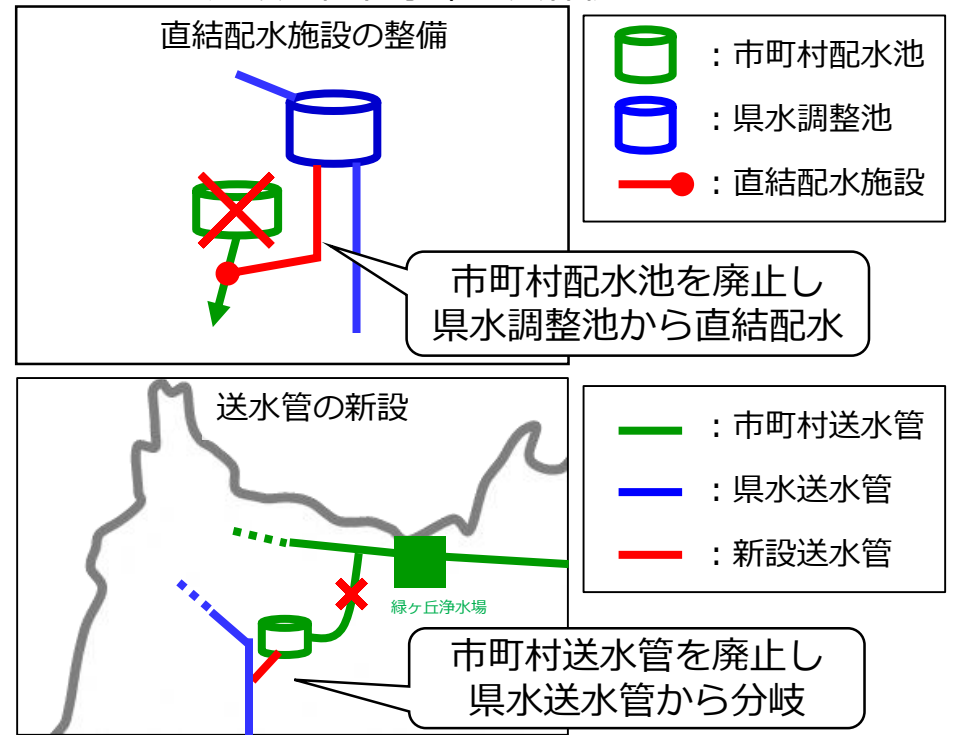 直結配水施設の整備
：市町村配水池
：県水調整池
：直結配水施設
市町村配水池を廃止し
県水調整池から直結配水
送水管の新設
：市町村送水管
：県水送水管
：新設送水管
緑ヶ丘浄水場
市町村送水管を廃止し
県水送水管から分岐